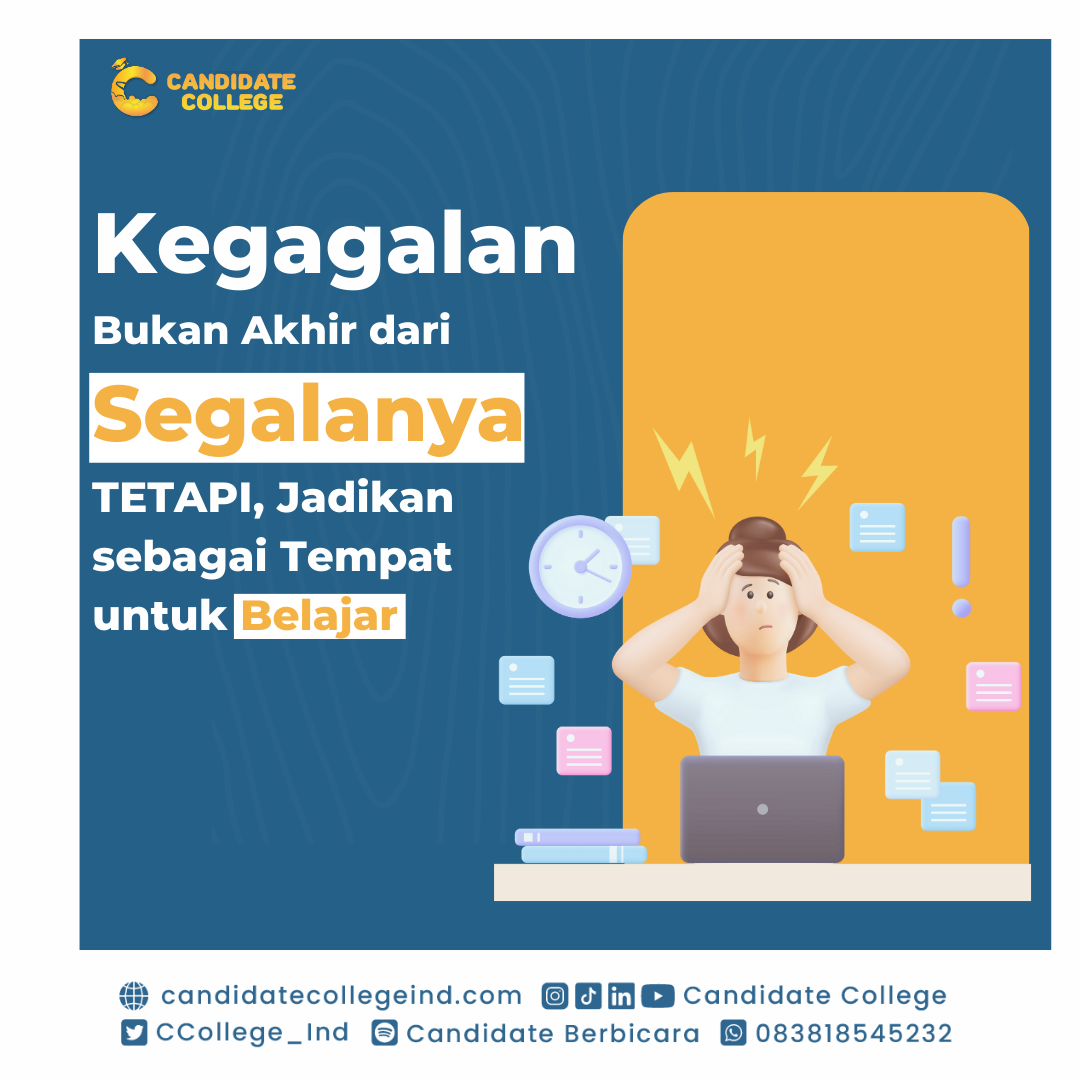 CANDIDATE
COLLEGE
Kegagalan
Bukan Akhir dari
Segalanya
TETAPI, Jadikan
sebagai Tempat
untuk Belajar
candidatecollegeind.com Candidate College
CCollege_Ind Candidate Berbicara 083818545232